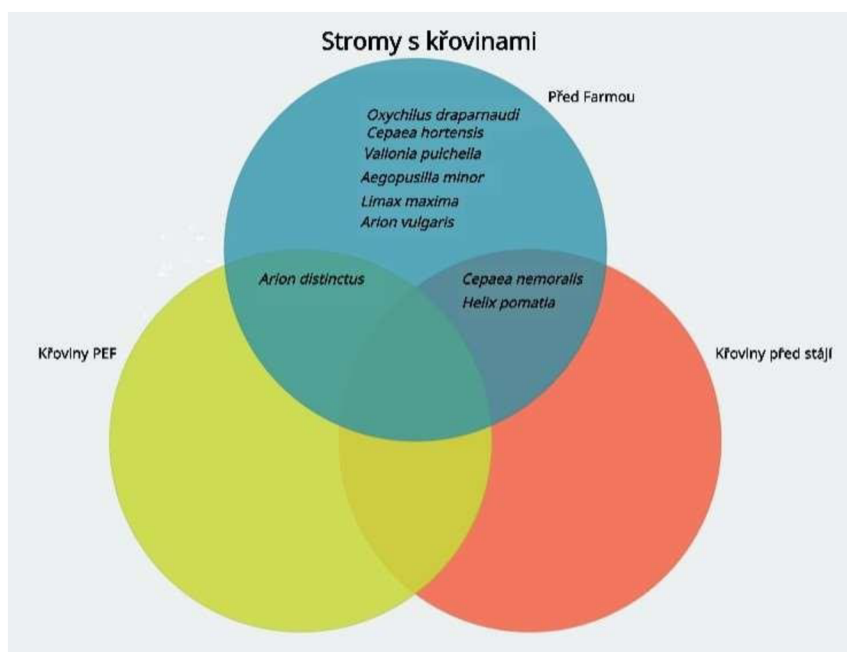 Stromy s křovinami
Před Farmou
Oxychilus draparnaudi
Cepaea hortensis
Vallonia pulchella
Aegopusilla minor
Limax maxima
Arion vulgaris
Arion distinctus
Cepaea nemoralis
Helix pomatia
Křoviny PEF
Křoviny před stájí